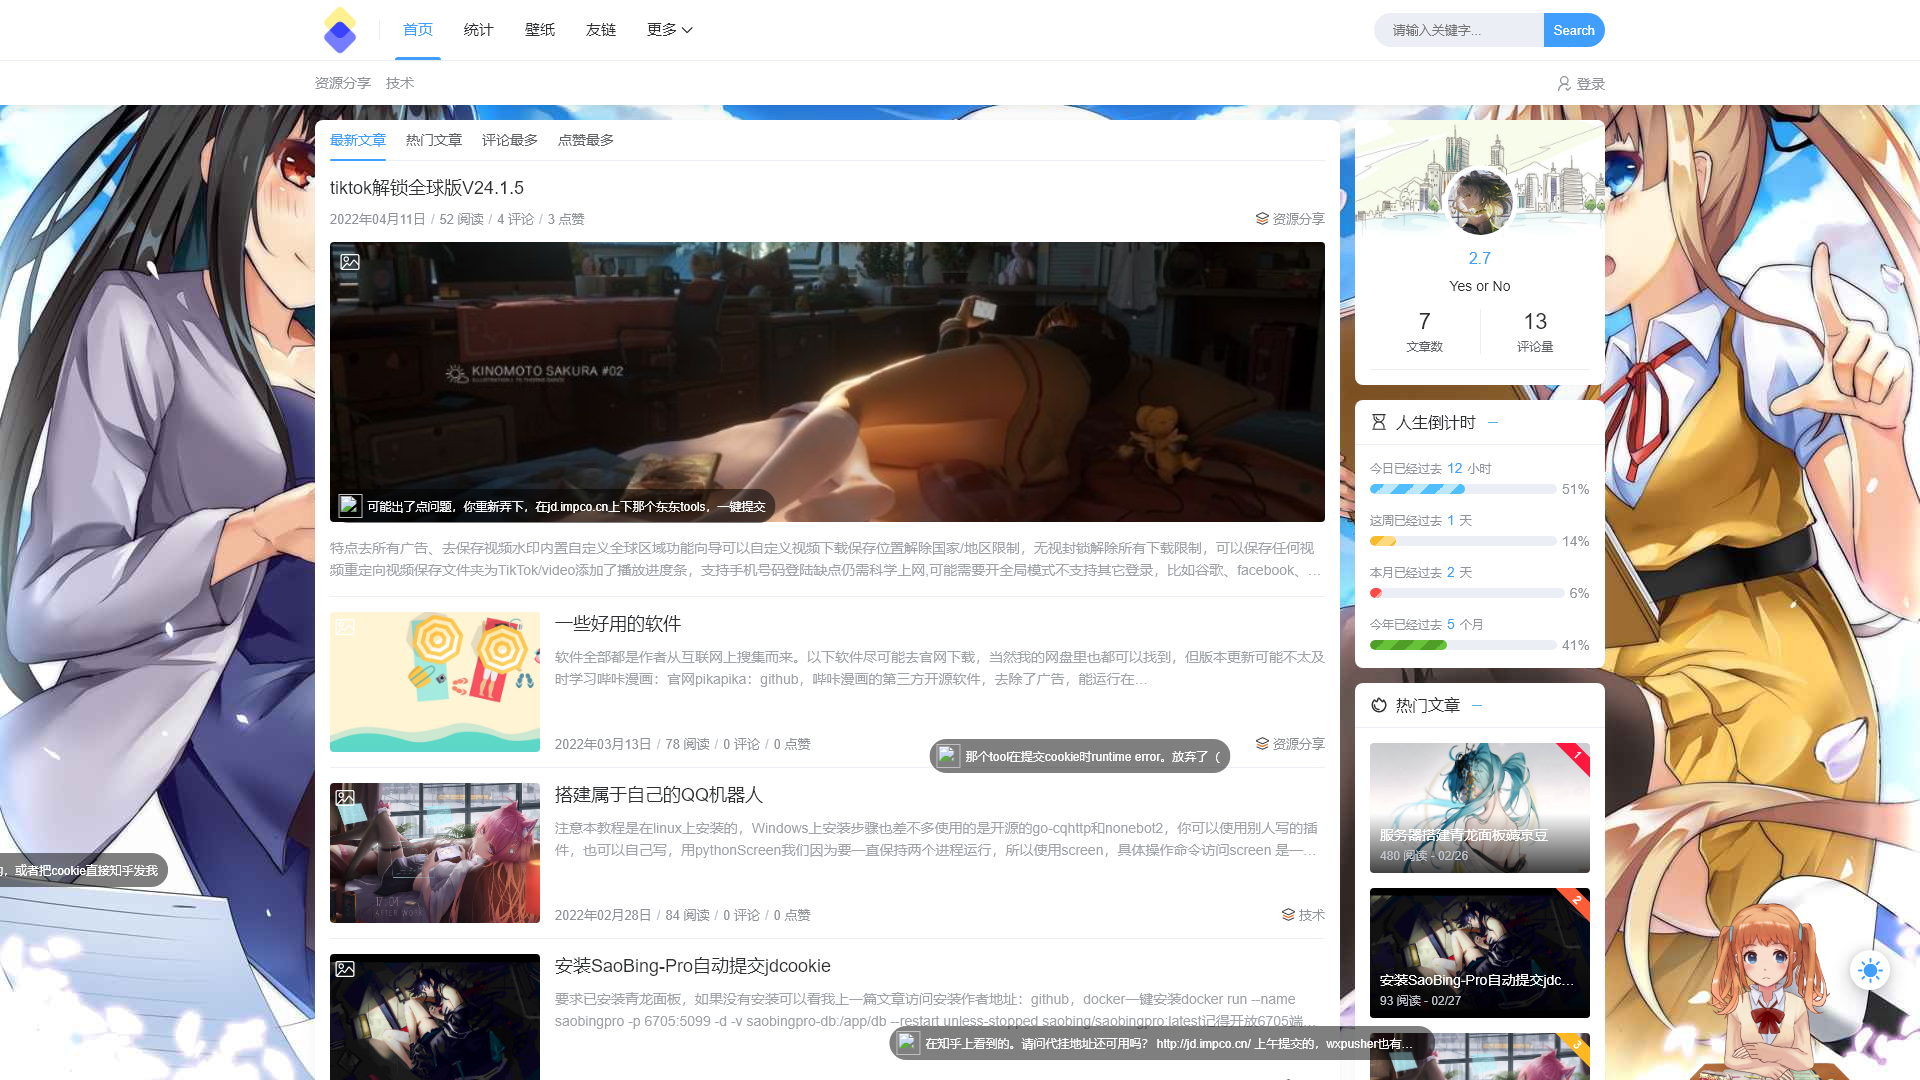 首页 统计 壁纸 友链 更多
请输入关键字... Search
资源分享 技术
登录
最新文章 热门文章 评论最多 点赞最多
tiktok解锁全球版V24.1.5
2022年04月11日 / 52 阅读 / 4 评论 / 3 点赞
资源分享
KINOMOTO SAKURA #02
可能出了点问题，你重新弄下，在jd.impco.cn上下那个东东tools，一键提交
特点去所有广告、去保存视频水印内置自定义全球区域功能向导可以自定义视频下载保存位置解除国家/地区限制，无视封锁解除所有下载限制，可以保存任何视
频重定向视频保存文件夹为TikTok/video添加了播放进度条，支持手机号码登陆缺点仍需科学上网,可能需要开全局模式不支持其它登录，比如谷歌、facebook、...
一些好用的软件
软件全部都是作者从互联网上搜集而来。以下软件尽可能去官网下载，当然我的网盘里也都可以找到，但版本更新可能不太及
时学习哔咔漫画：官网pikapika：github，哔咔漫画的第三方开源软件，去除了广告，能运行在...
2022年03月13日 / 78 阅读 / 0 评论 / 0 点赞
资源分享
那个tool在提交cookie时runtime error。放弃了（
搭建属于自己的QQ机器人
注意本教程是在linux上安装的，Windows上安装步骤也差不多使用的是开源的go-cqhttp和nonebot2，你可以使用别人写的插
件，也可以自己写，用pythonScreen我们因为要一直保持两个进程运行，所以使用screen，具体操作命令访问screen 是一...
17:04
AFTER WORK
2022年02月28日 / 84 阅读 / 0 评论 / 0 点赞
技术
，或者把cookie直接知乎发我
安装SaoBing-Pro自动提交jdcookie
要求已安装青龙面板，如果没有安装可以看我上一篇文章访问安装作者地址：github，docker一键安装docker run --name
saobingpro -p 6705:5099 -d -v saobingpro-db:/app/db --restart unless-stopped saobing/saobingpro:latest记得开放6705端...
在知乎上看到的。请问代挂地址还可用吗？ http://jd.impco.cn/ 上午提交的，wxpusher也有...
2.7
Yes or No
7 13
文章数 评论量
人生倒计时
今日已经过去 12 小时
51%
这周已经过去 1 天
14%
本月已经过去 2 天
6%
今年已经过去 5 个月
41%
热门文章
1
服务器搭建青龙面板薅京豆
480 阅读 - 02/26
2
安装SaoBing-Pro自动提交jdc...
93 阅读 - 02/27
3